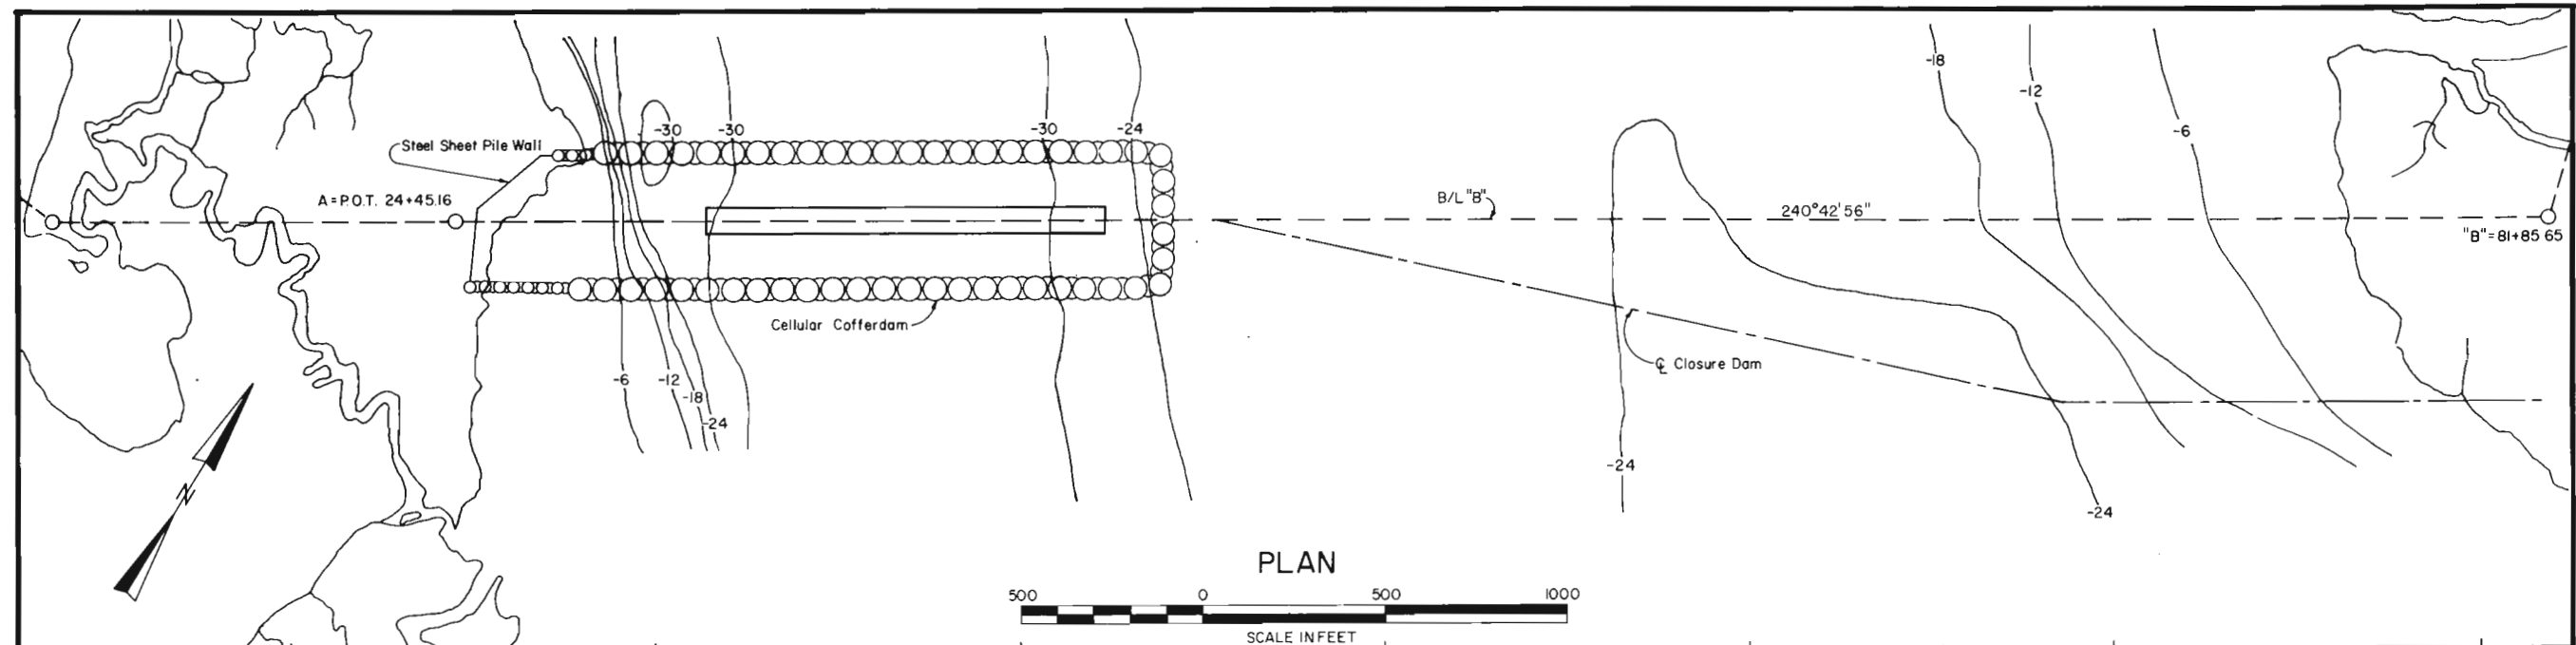 -18
-12
-30
-30
-30
-24
-6
Steel Sheet Pile Wall
A = P.O.T. 24+45.16
B/L "B"
240°42'56"
"B"=81+85 65
Cellular Cofferdam
℄ Closure Dam
-6
-12
-18
-24
-24
-24
N
PLAN
500 0 500 1000
SCALE IN FEET